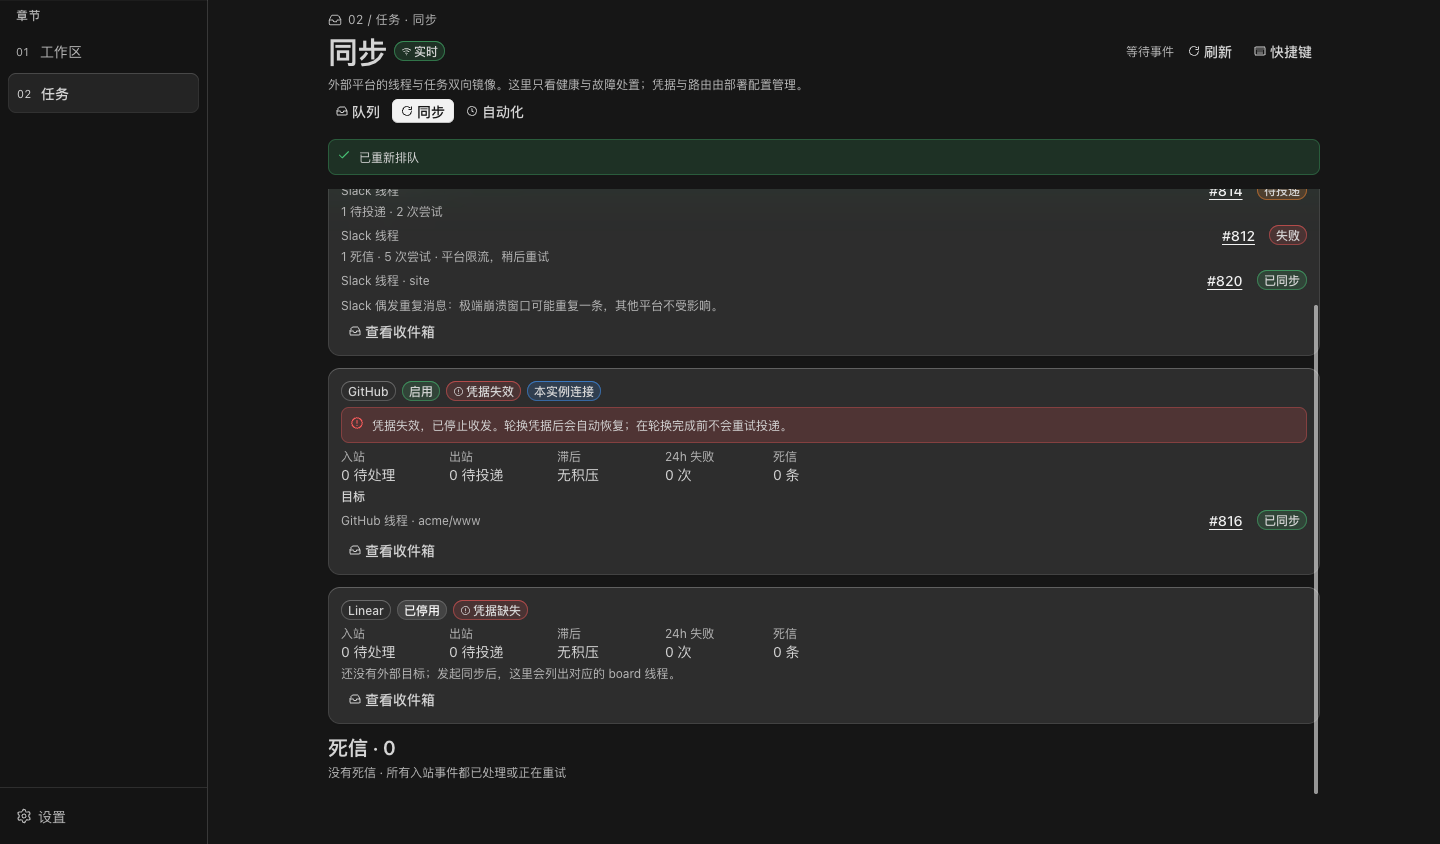 章节
01 工作区
02 任务
设置
02 / 任务 · 同步
同步 实时
等待事件 刷新 快捷键
外部平台的线程与任务双向镜像。这里只看健康与故障处置；凭据与路由由部署配置管理。
队列 同步 自动化
已重新排队
Slack 线程 #814 待投递
1 待投递 · 2 次尝试
Slack 线程 #812 失败
1 死信 · 5 次尝试 · 平台限流，稍后重试
Slack 线程 · site #820 已同步
Slack 偶发重复消息：极端崩溃窗口可能重复一条，其他平台不受影响。
查看收件箱
GitHub 启用 凭据失效 本实例连接
凭据失效，已停止收发。轮换凭据后会自动恢复；在轮换完成前不会重试投递。
入站 出站 滞后 24h 失败 死信
0 待处理 0 待投递 无积压 0 次 0 条
目标
GitHub 线程 · acme/www #816 已同步
查看收件箱
Linear 已停用 凭据缺失
入站 出站 滞后 24h 失败 死信
0 待处理 0 待投递 无积压 0 次 0 条
还没有外部目标；发起同步后，这里会列出对应的 board 线程。
查看收件箱
死信 · 0
没有死信 · 所有入站事件都已处理或正在重试